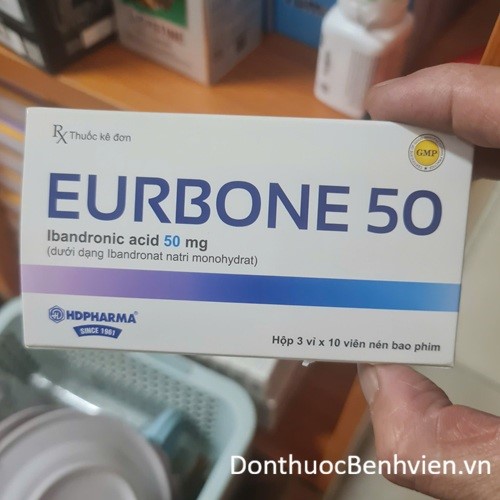 Rx Thuốc kê đơn
GMP
EURBONE 50
Ibandronic acid 50 mg
(dưới dạng Ibandronat natri monohydrat)
HDPHARMA®
SINCE 1961
Hộp 3 vỉ x 10 viên nén bao phim
DonthuocBenhvien.vn